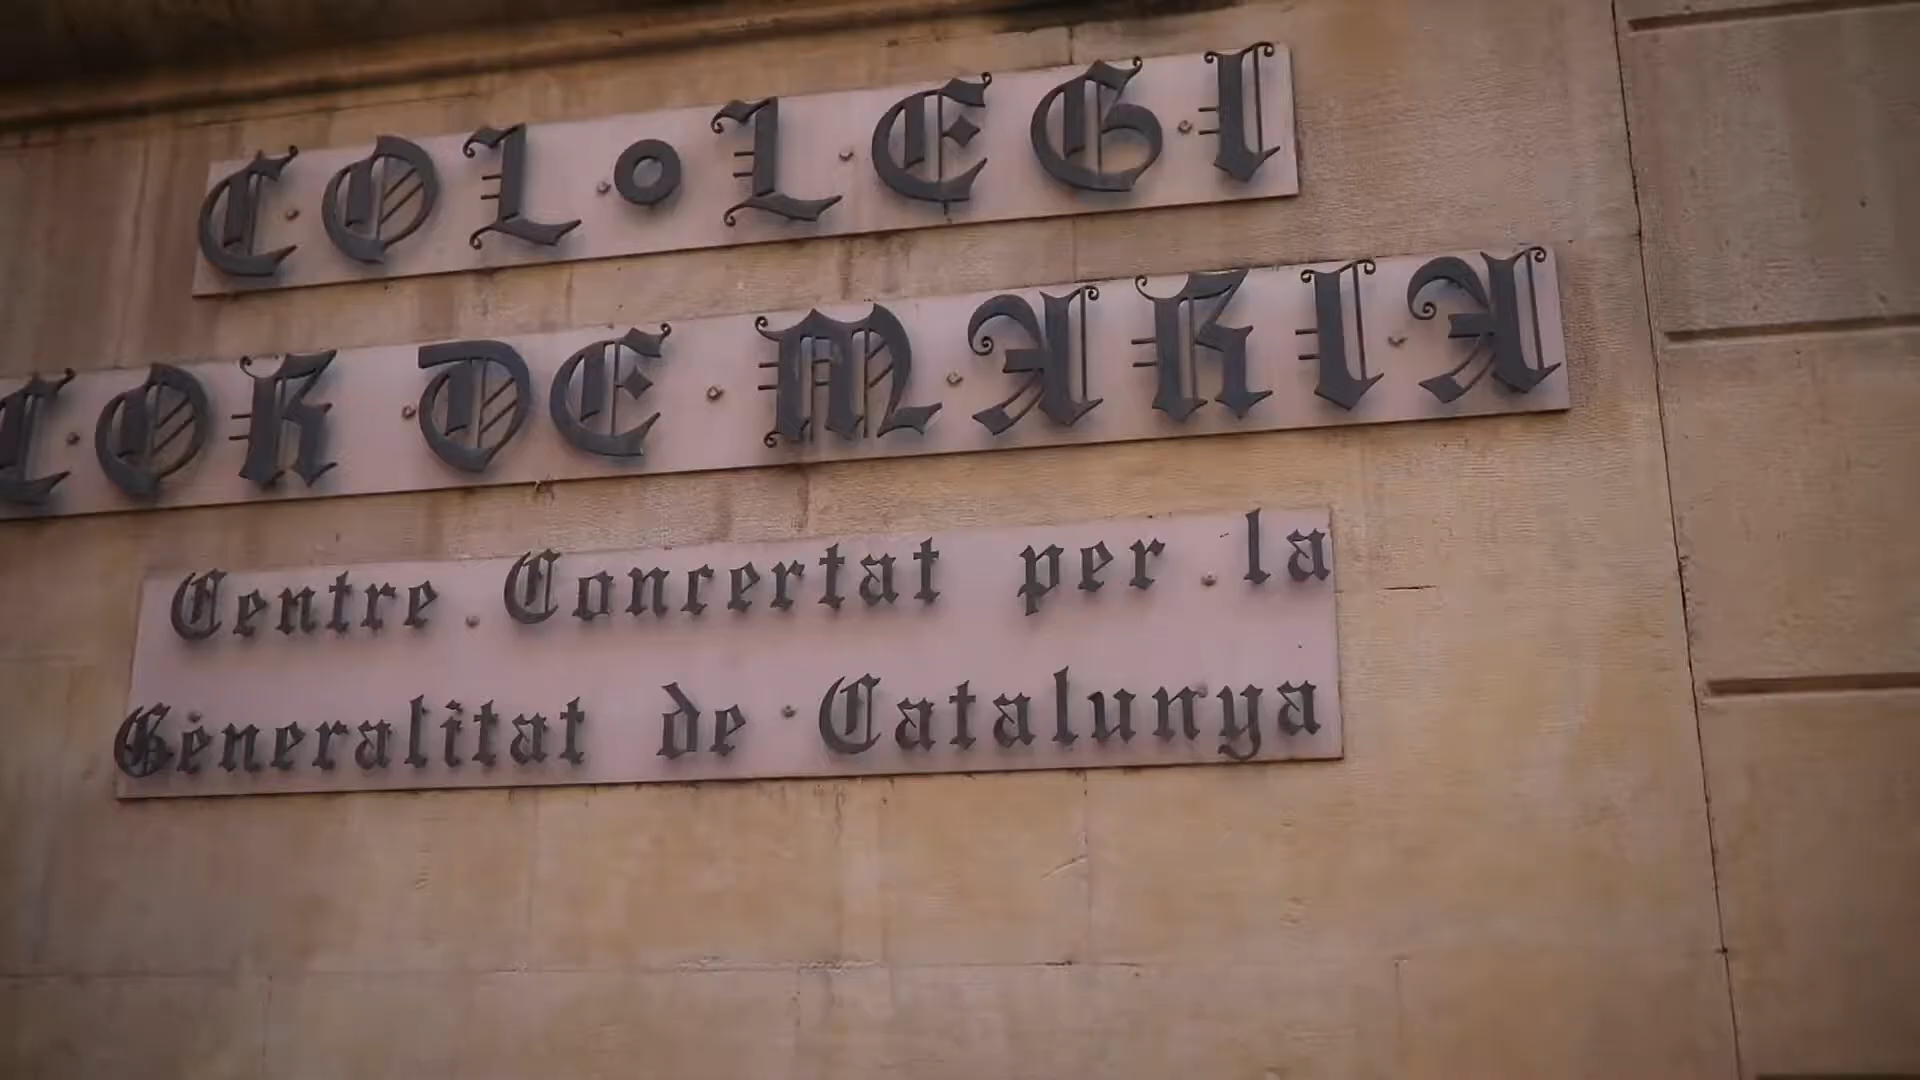 COL·LEGI
COR DE MARIA
Centre Concertat per la
Generalitat de Catalunya